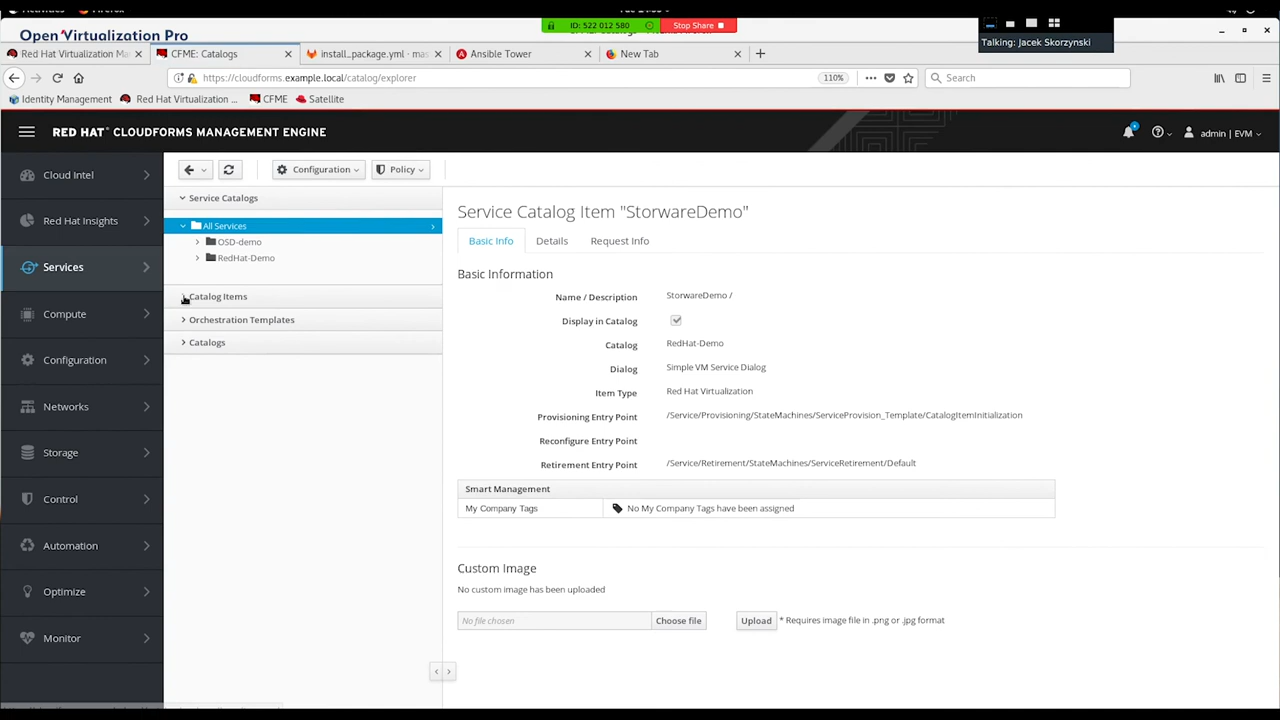 ID: 522 012 580
Stop Share
Open Virtualization Pro
Talking: Jacek Skorzynski
Red Hat Virtualization Ma
CFME: Catalogs
install_package.yml - mas
Ansible Tower
New Tab
https://cloudforms.example.local/catalog/explorer
110%
Search
Identity Management
Red Hat Virtualization ...
CFME
Satellite
RED HAT® CLOUDFORMS MANAGEMENT ENGINE
admin | EVM
Cloud Intel
Red Hat Insights
Services
Compute
Configuration
Networks
Storage
Control
Automation
Optimize
Monitor
Configuration
Policy
Service Catalogs
All Services
OSD-demo
RedHat-Demo
Catalog Items
Orchestration Templates
Catalogs
Service Catalog Item "StorwareDemo"
Basic Info
Details
Request Info
Basic Information
Name / Description
StorwareDemo /
Display in Catalog
Catalog
RedHat-Demo
Dialog
Simple VM Service Dialog
Item Type
Red Hat Virtualization
Provisioning Entry Point
/Service/Provisioning/StateMachines/ServiceProvision_Template/CatalogItemInitialization
Reconfigure Entry Point
Retirement Entry Point
/Service/Retirement/StateMachines/ServiceRetirement/Default
Smart Management
My Company Tags
No My Company Tags have been assigned
Custom Image
No custom image has been uploaded
No file chosen
Choose file
Upload
* Requires image file in .png or .jpg format